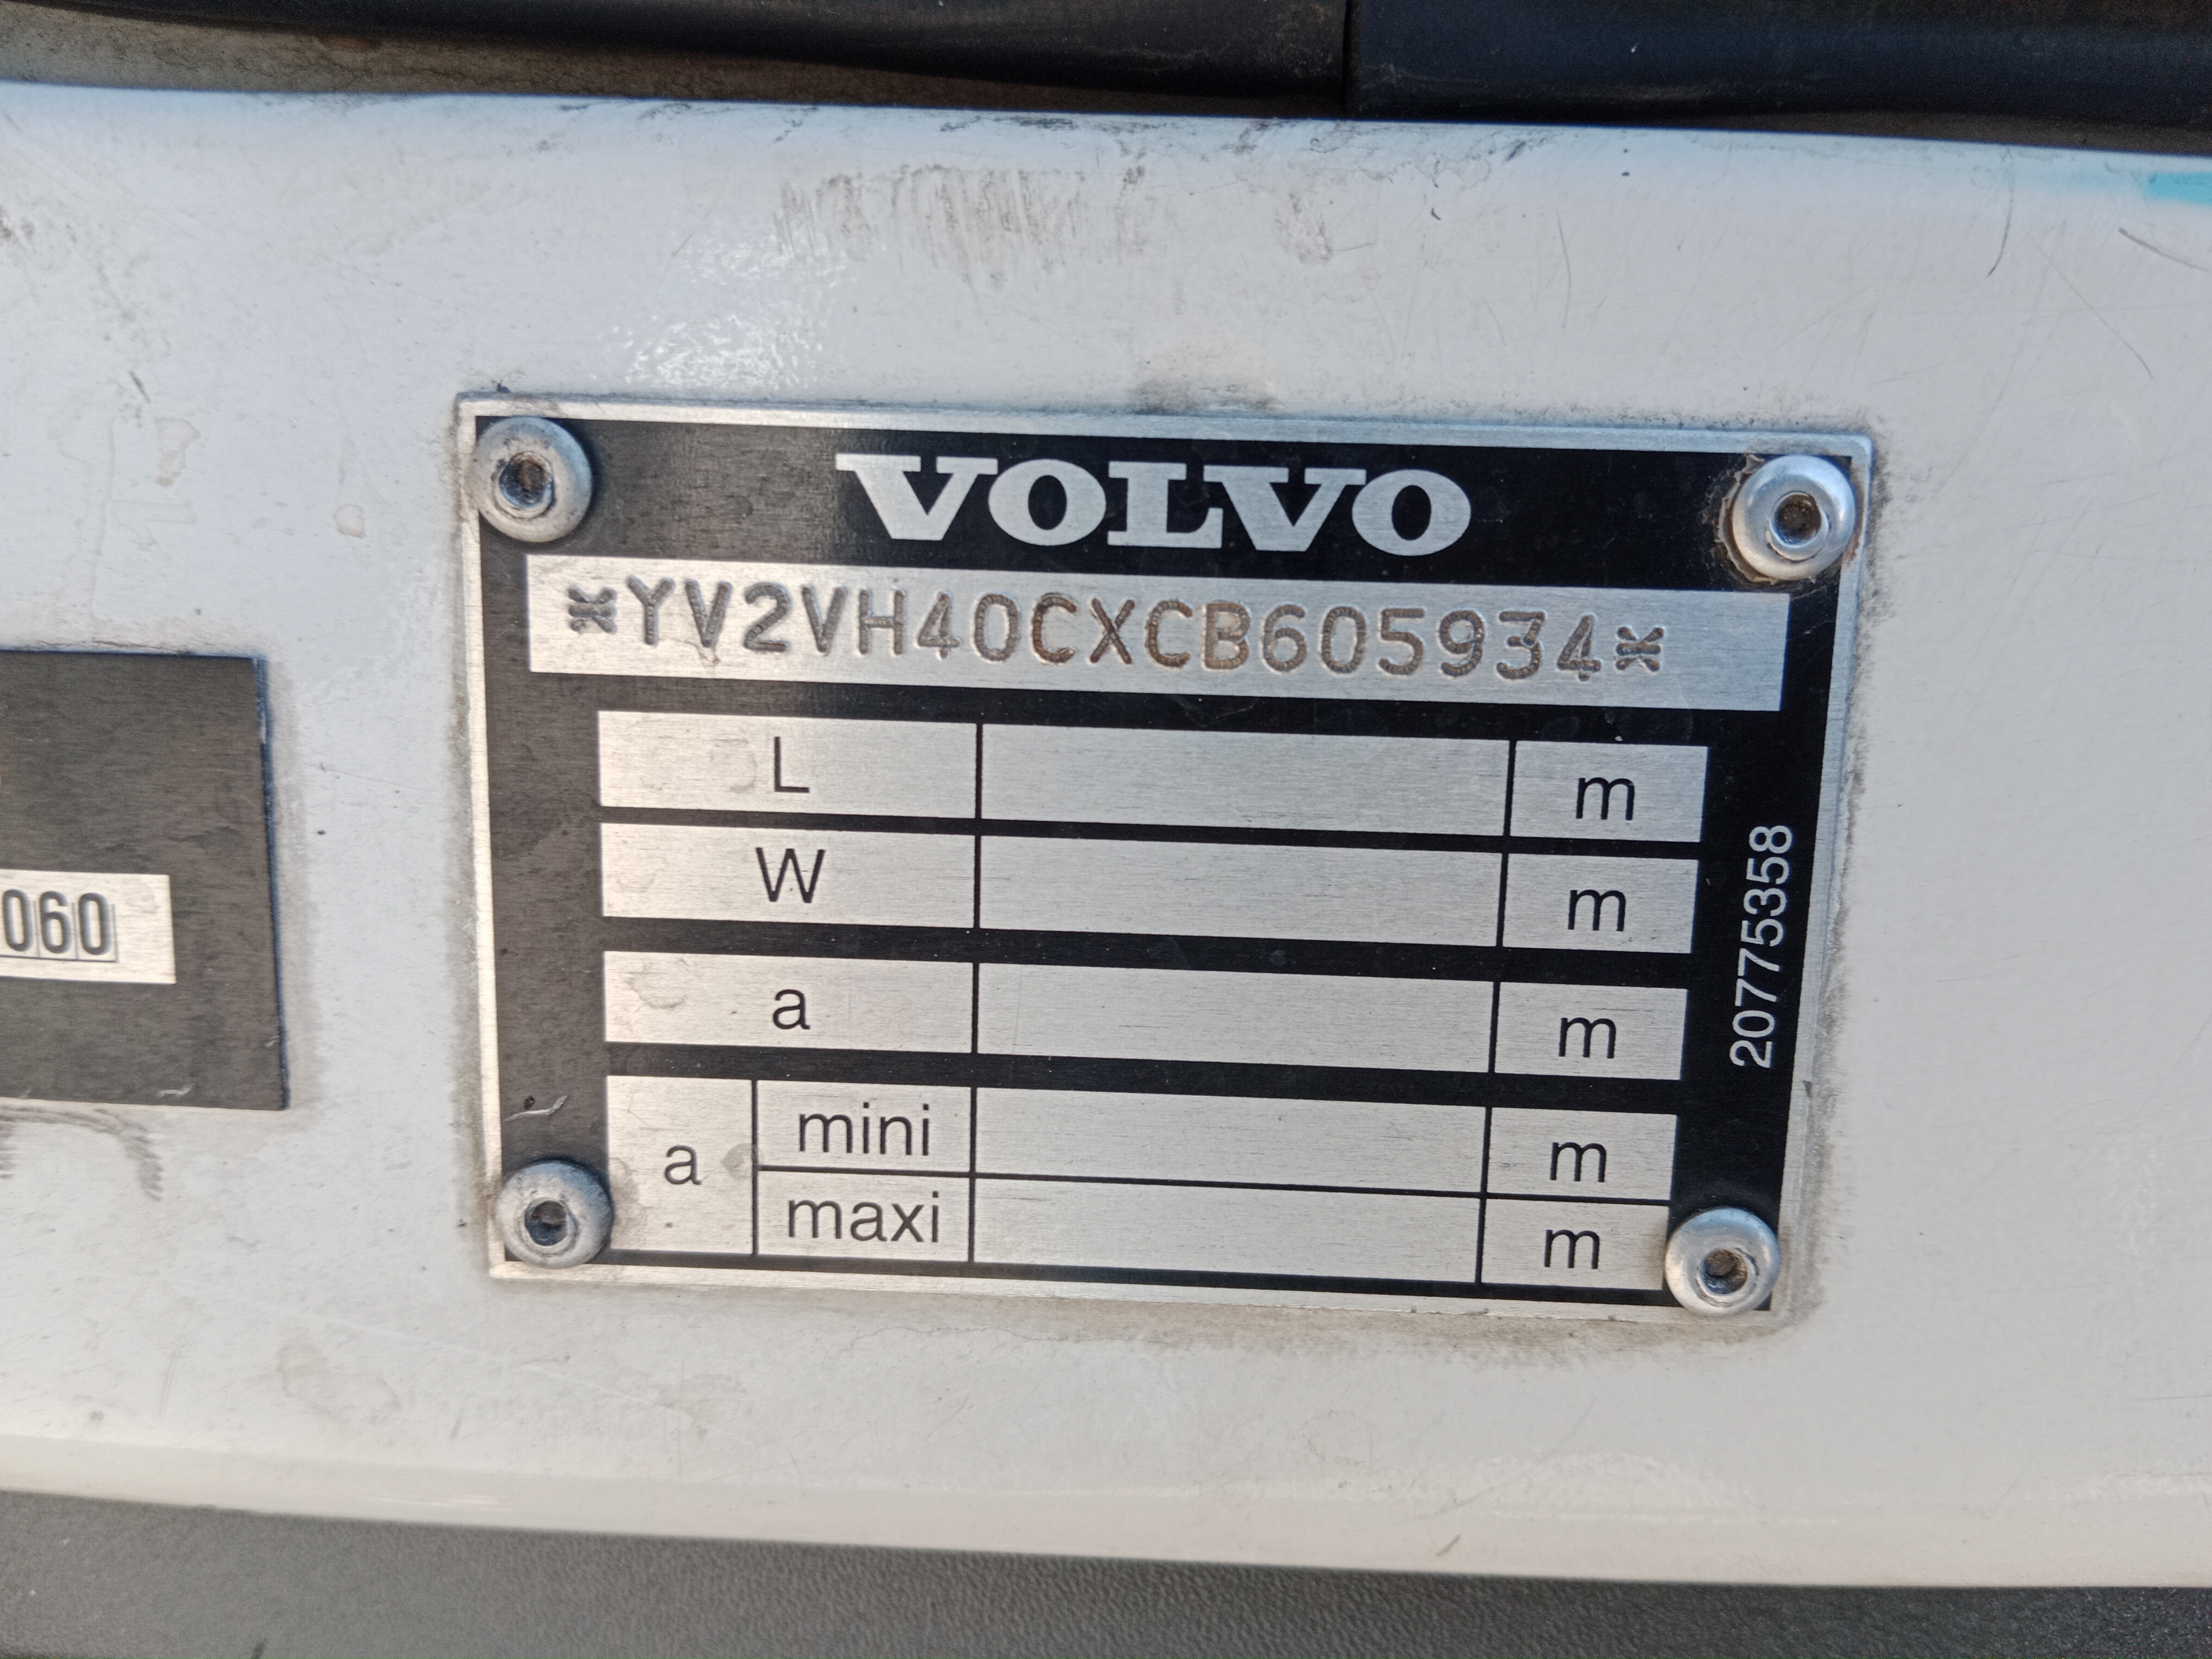 VOLVO
*YV2VH40CXCB605934*
L m
W m
a m
a mini m
maxi m
20775358
060